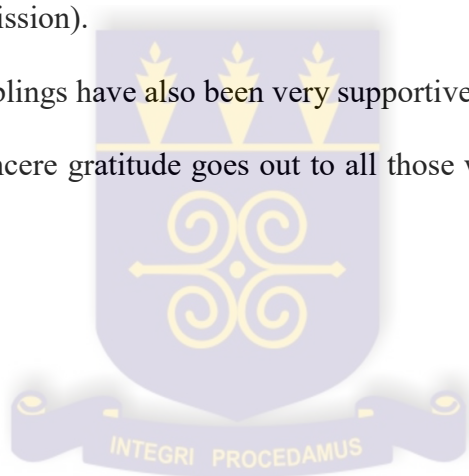 ission).
blings have also been very supportive
ncere gratitude goes out to all those
INTEGRI PROCEDAMUS